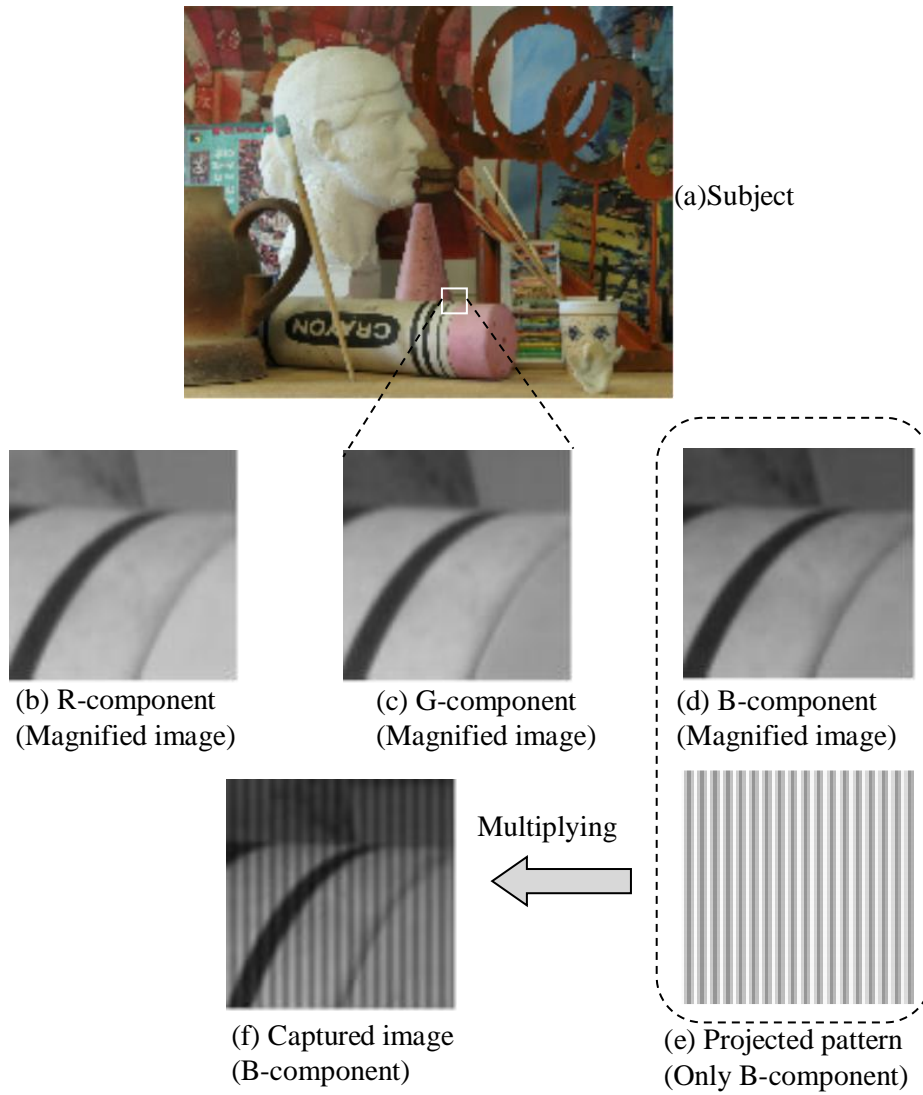 (a)Subject
CRAYON
(b) R-component
(Magnified image)
(c) G-component
(Magnified image)
(d) B-component
(Magnified image)
Multiplying
(f) Captured image
(B-component)
(e) Projected pattern
(Only B-component)